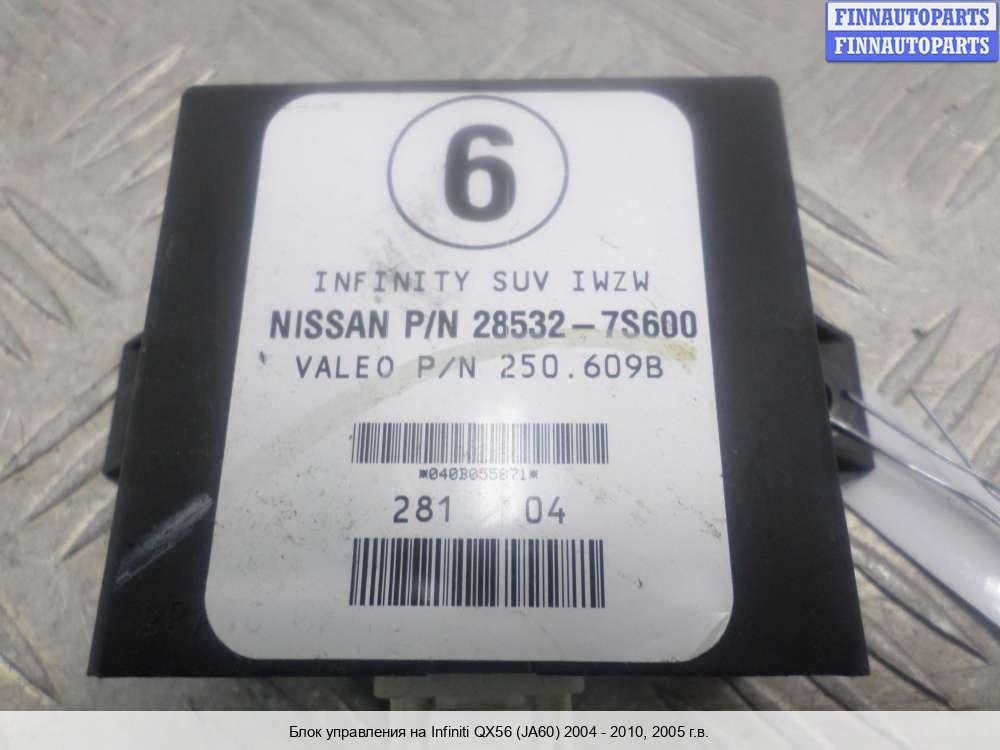 FINNAUTOPARTS
FINNAUTOPARTS
6
INFINITY SUV IWZW
NISSAN P/N 28532-7S600
VALEO P/N 250.609B
*040B055871*
281 04
Блок управления на Infiniti QX56 (JA60) 2004 - 2010, 2005 г.в.